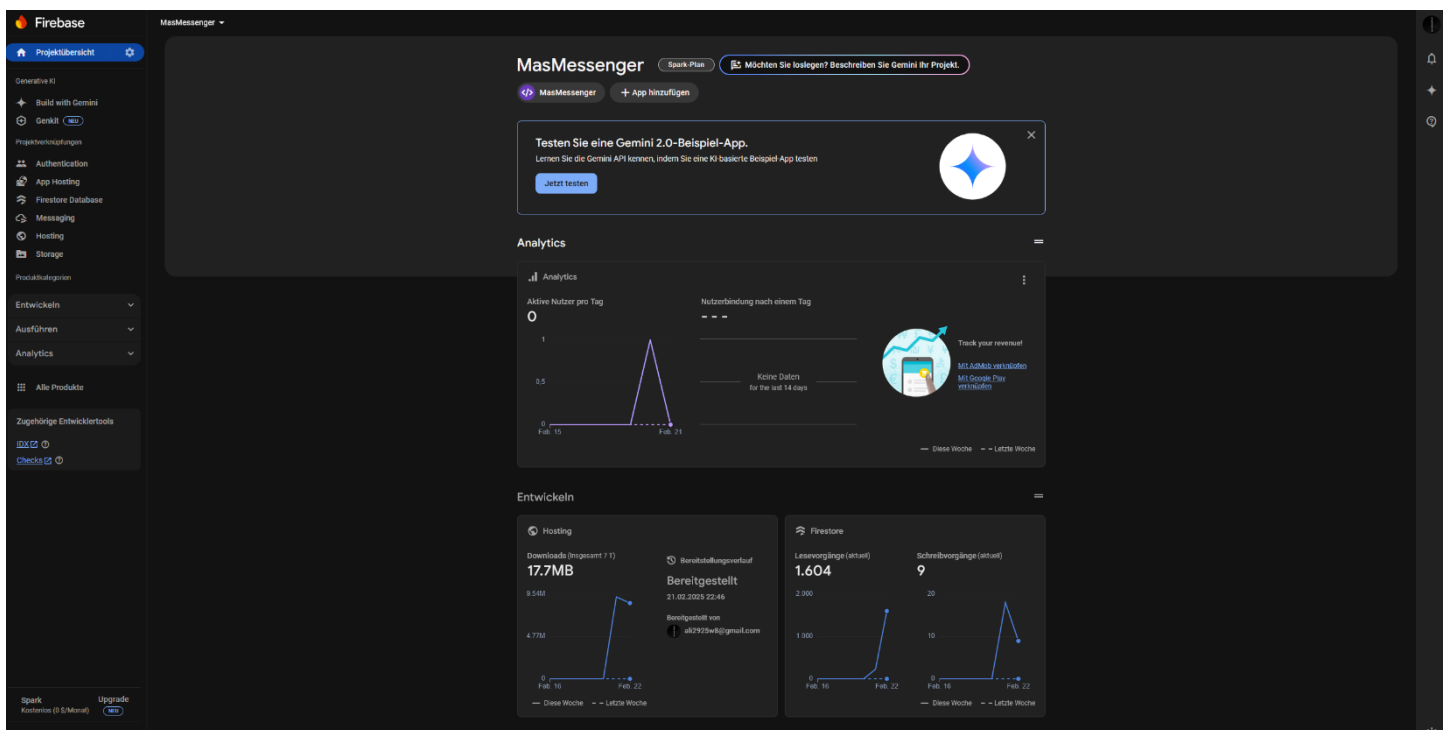 Firebase
MasMessenger
Projektübersicht
Generative KI
Build with Gemini
Genkit NEU
Projektverknüpfungen
Authentication
App Hosting
Firestore Database
Messaging
Hosting
Storage
Produktkategorien
Entwickeln
Ausführen
Analytics
Alle Produkte
Zugehörige Entwicklertools
IDX
Checks
Spark
Kostenlos (0 $/Monat)
Upgrade
NEU
MasMessenger Spark-Plan Möchten Sie loslegen? Beschreiben Sie Gemini Ihr Projekt.
MasMessenger + App hinzufügen
Testen Sie eine Gemini 2.0-Beispiel-App.
Lernen Sie die Gemini API kennen, indem Sie eine KI-basierte Beispiel-App testen
Jetzt testen
Analytics
Analytics
Aktive Nutzer pro Tag
0
1
0,5
0
Feb. 15 Feb. 21
Nutzerbindung nach einem Tag
- - -
Keine Daten
for the last 14 days
Track your revenue!
Mit AdMob verknüpfen
Mit Google Play
verknüpfen
Diese Woche Letzte Woche
Entwickeln
Hosting
Downloads (Insgesamt 7 T)
17.7MB
9.54M
4.77M
0
Feb. 16 Feb. 22
Diese Woche Letzte Woche
Bereitstellungsverlauf
Bereitgestellt
21.02.2025 22:46
Bereitgestellt von
ali2925w8@gmail.com
Firestore
Lesevorgänge (aktuell)
1.604
2.000
1.000
0
Feb. 16 Feb. 22
Schreibvorgänge (aktuell)
9
20
10
0
Feb. 16 Feb. 22
Diese Woche Letzte Woche